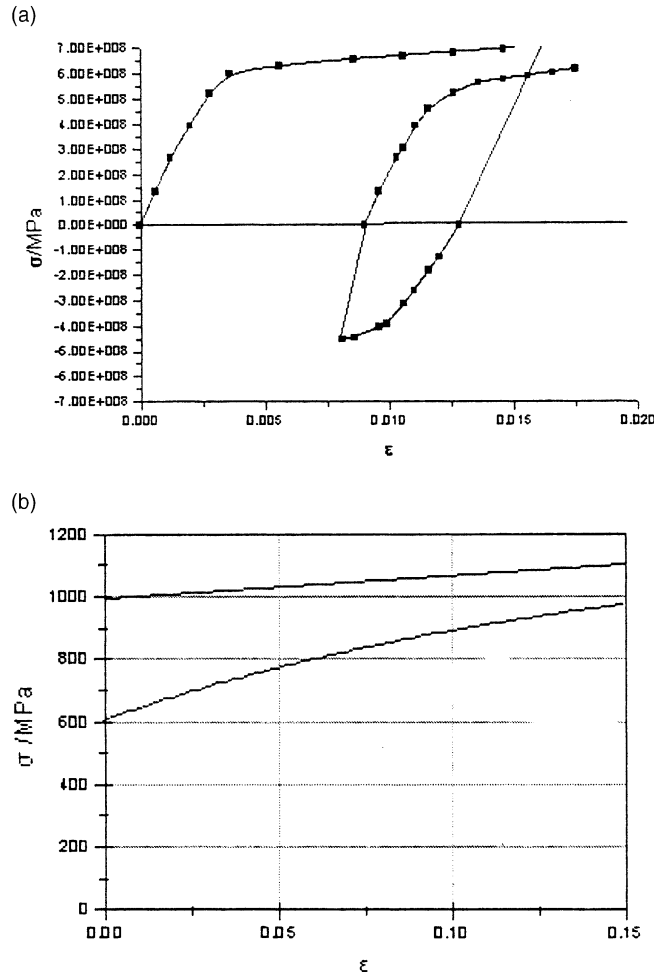 (a)
7.00E+008
6.00E+008
5.00E+008
4.00E+008
3.00E+008
2.00E+008
1.00E+008
0.00E+000
-1.00E+008
-2.00E+008
-3.00E+008
-4.00E+008
-5.00E+008
-6.00E+008
-7.00E+008
σ/MPa
0.000 0.005 0.010 0.015 0.020
ε
(b)
1200
1000
800
600
400
200
0
σ /MPa
0.00 0.05 0.10 0.15
ε